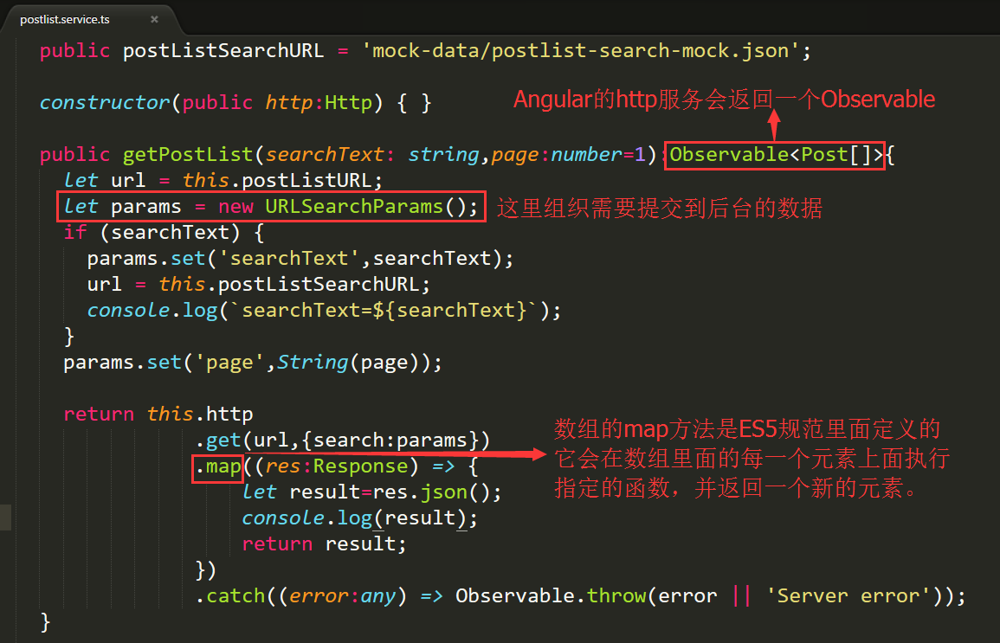 postlist.service.ts ×
public postListSearchURL = 'mock-data/postlist-search-mock.json';
constructor(public http:Http) { }
Angular的http服务会返回一个Observable
public getPostList(searchText: string,page:number=1):Observable<Post[]>{
let url = this.postListURL;
let params = new URLSearchParams();
这里组织需要提交到后台的数据
if (searchText) {
params.set('searchText',searchText);
url = this.postListSearchURL;
console.log(`searchText=${searchText}`);
}
params.set('page',String(page));
return this.http
.get(url,{search:params})
.map((res:Response) => {
let result=res.json();
console.log(result);
return result;
})
.catch((error:any) => Observable.throw(error || 'Server error'));
}
数组的map方法是ES5规范里面定义的
它会在数组里面的每一个元素上面执行
指定的函数，并返回一个新的元素。